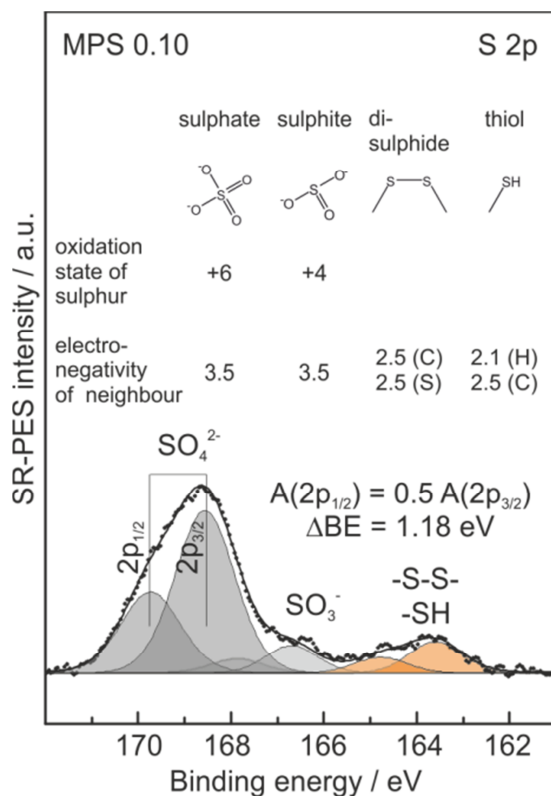 MPS 0.10 S 2p
sulphate sulphite di-sulphide thiol
⁻O O S ⁻O O
O O⁻ S ⁻O
S S
SH
oxidation state of sulphur +6 +4
electro-negativity of neighbour 3.5 3.5 2.5 (C) 2.5 (S) 2.1 (H) 2.5 (C)
SO₄²⁻
2p₁/₂
2p₃/₂
A(2p₁/₂) = 0.5 A(2p₃/₂)
ΔBE = 1.18 eV
SO₃⁻
-S-S-
-SH
SR-PES intensity / a.u.
170 168 166 164 162
Binding energy / eV